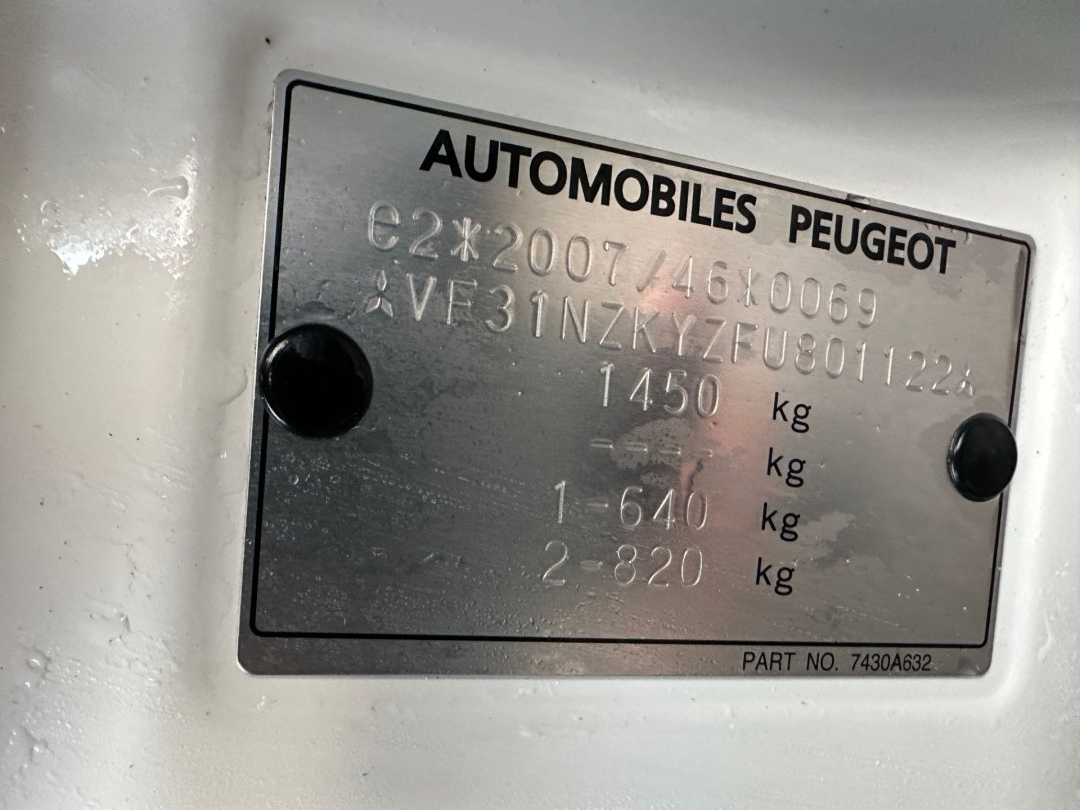 AUTOMOBILES PEUGEOT
e2*2007/46*0069
VF31NZKYZFU801122
1450 kg
---- kg
1-640 kg
2-820 kg
PART NO. 7430A632